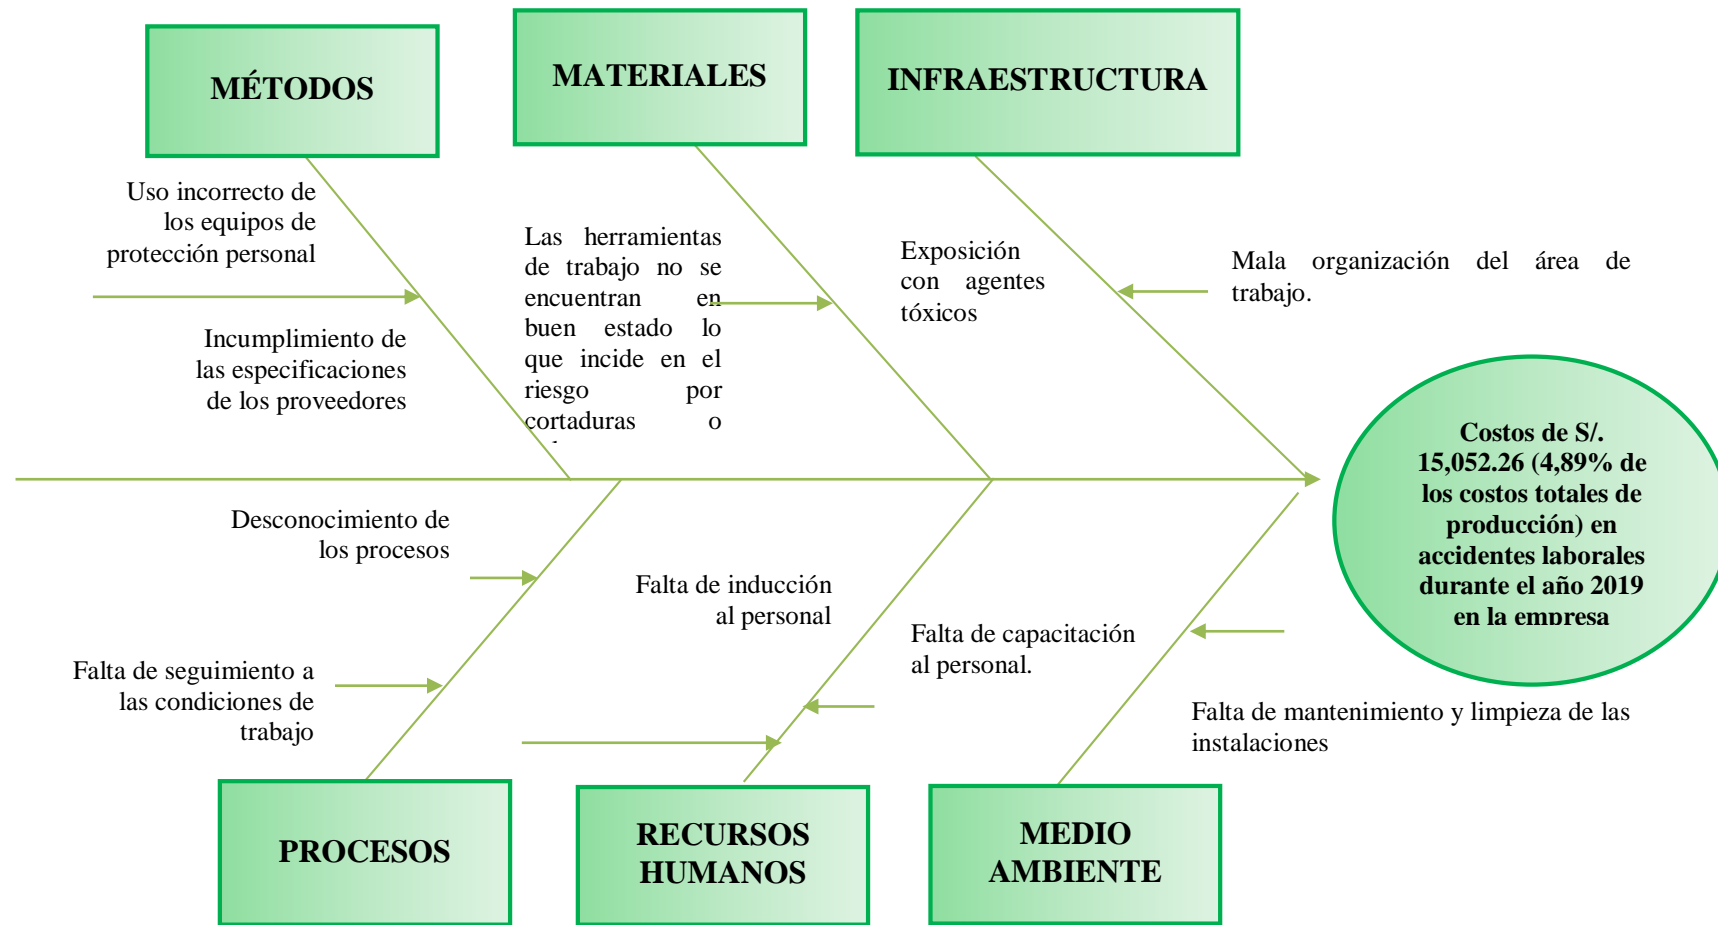 MÉTODOS
MATERIALES
INFRAESTRUCTURA
Uso incorrecto de
los equipos de
protección personal
Incumplimiento de
las especificaciones
de los proveedores
Las herramientas
de trabajo no se
encuentran en
buen estado lo
que incide en el
riesgo por
cortaduras o
Exposición
con agentes
tóxicos
Mala organización del área de
trabajo.
Costos de S/.
15,052.26 (4,89% de
los costos totales de
producción) en
accidentes laborales
durante el año 2019
en la empresa
Desconocimiento de
los procesos
Falta de seguimiento a
las condiciones de
trabajo
Falta de inducción
al personal
Falta de capacitación
al personal.
Falta de mantenimiento y limpieza de las
instalaciones
PROCESOS
RECURSOS
HUMANOS
MEDIO
AMBIENTE